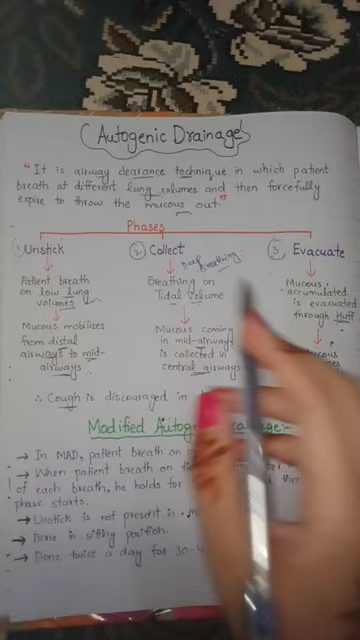 Autogenic Drainage
"It is airway clearance technique in which patient
breath at different lung volumes and then forcefully
expire to throw the mucous out"
Phases
① Unstick
Patient breath
on low lung
volumes
Mucous mobilises
from distal
airways to mid-
airways
② Collect
Deep
Breathing
Breathing on
Tidal Volume
Mucous coming
in mid-airways
is collected in
central airways
③ Evacuate
Mucous
accumulated
is evacuated
through Huff
∴ Cough is discouraged in
Modified Autogenic Drainage:-
→ In MAD, patient breath on
→ When patient breath on
of each breath, he holds for
phase starts.
→ Unstick is not present in
→ Done in sitting position.
→ Done twice a day for 30-